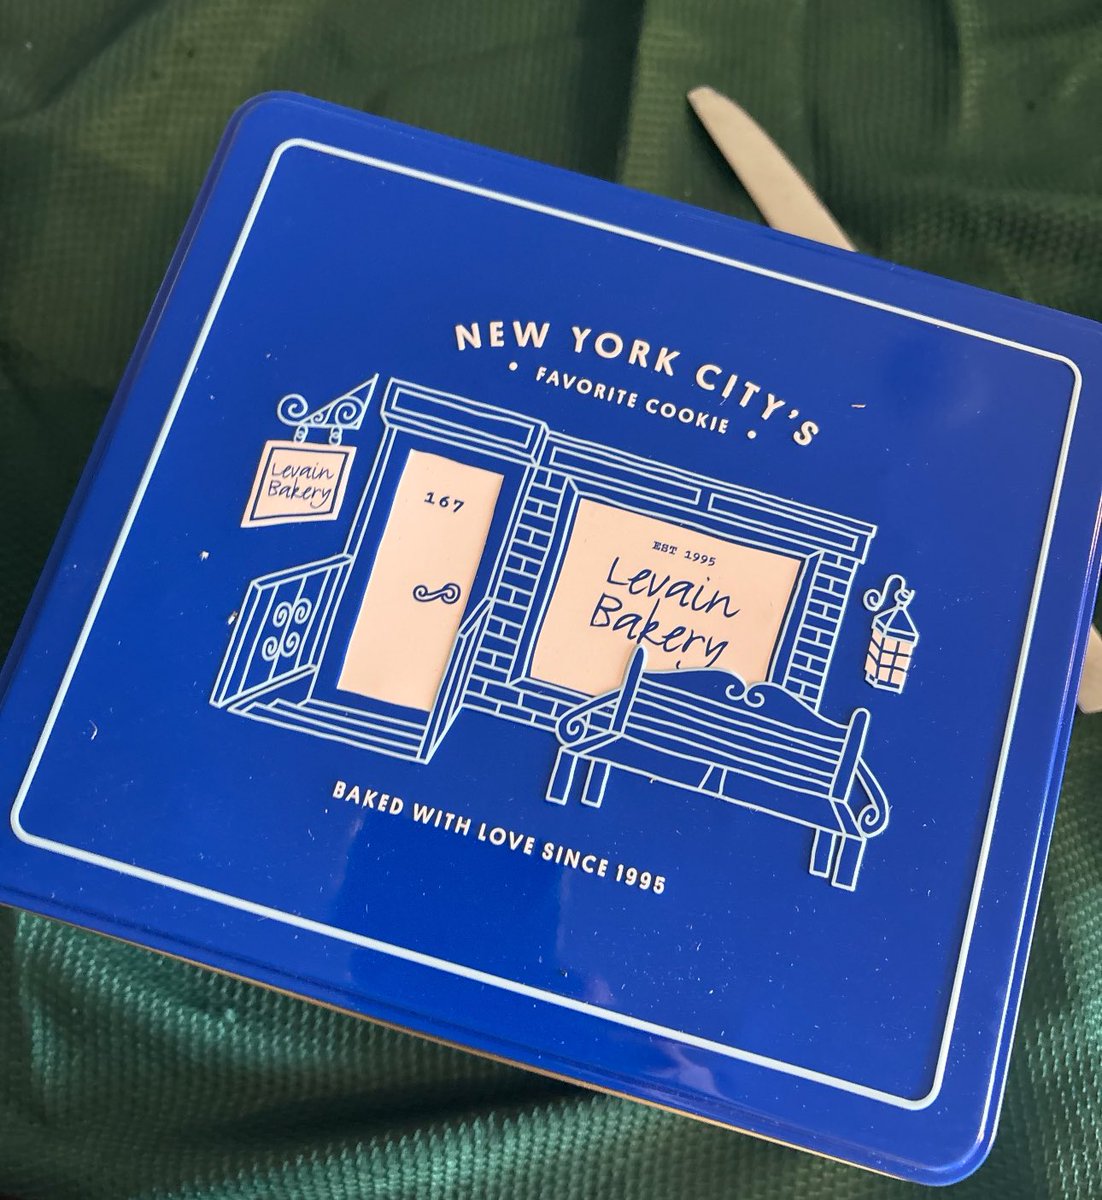 NEW YORK CITY'S
• FAVORITE COOKIE •
Levain
Bakery
167
EST 1995
Levain
Bakery
BAKED WITH LOVE SINCE 1995